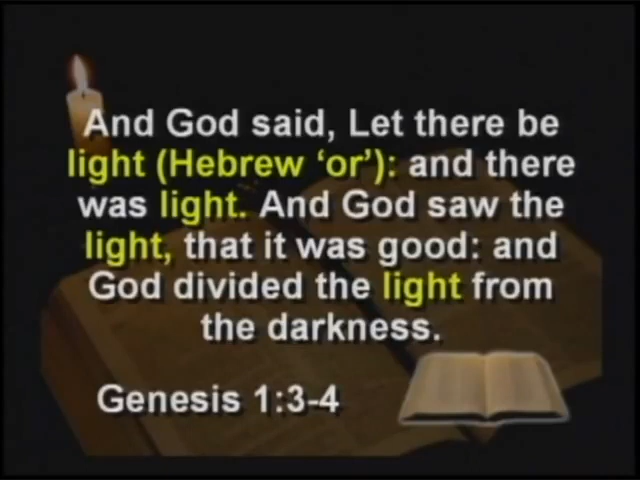 And God said, Let there be
light (Hebrew ‘or’): and there
was light. And God saw the
light, that it was good: and
God divided the light from
the darkness.
Genesis 1:3-4